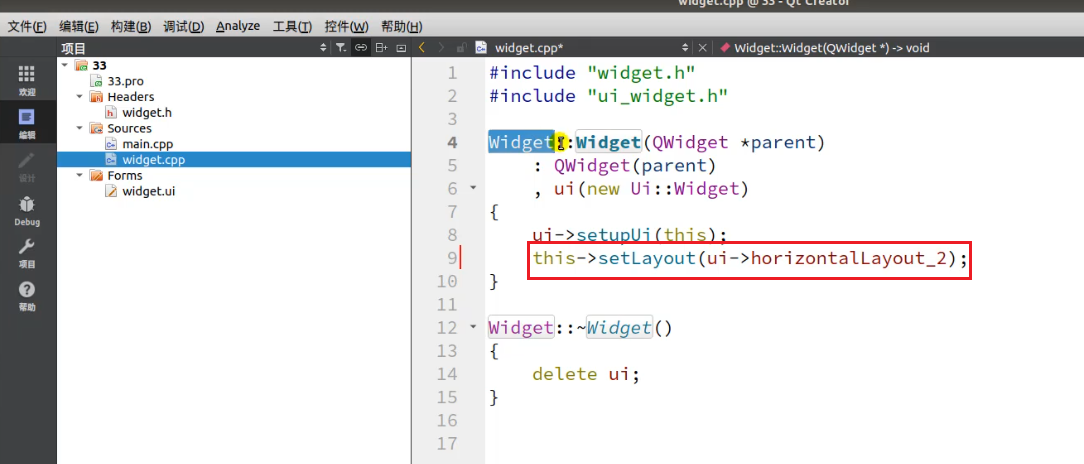 widget.cpp @ 33 - Qt Creator
文件(F) 编辑(E) 构建(B) 调试(D) Analyze 工具(T) 控件(W) 帮助(H)
项目
widget.cpp*
Widget::Widget(QWidget *) -> void
欢迎
编辑
设计
Debug
项目
帮助
33
33.pro
Headers
widget.h
Sources
main.cpp
widget.cpp
Forms
widget.ui
1 #include "widget.h"
2 #include "ui_widget.h"
3
4 Widget::Widget(QWidget *parent)
5 : QWidget(parent)
6 , ui(new Ui::Widget)
7 {
8 ui->setupUi(this);
9 this->setLayout(ui->horizontalLayout_2);
10 }
11
12 Widget::~Widget()
13 {
14 delete ui;
15 }
16
17